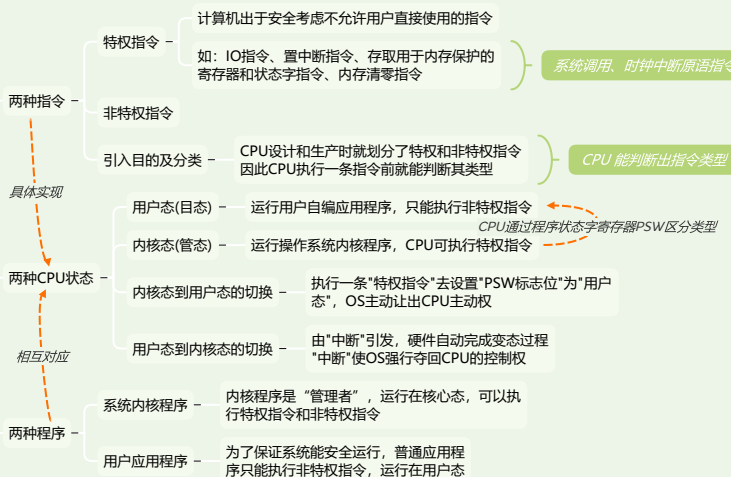 计算机出于安全考虑不允许用户直接使用的指令
特权指令
如：IO指令、置中断指令、存取用于内存保护的
寄存器和状态字指令、内存清零指令
系统调用、时钟中断原语指令
两种指令
非特权指令
引入目的及分类
CPU设计和生产时就划分了特权和非特权指令
因此CPU执行一条指令前就能判断其类型
CPU 能判断出指令类型
具体实现
用户态(目态)
运行用户自编应用程序，只能执行非特权指令
CPU通过程序状态字寄存器PSW区分类型
内核态(管态)
运行操作系统内核程序，CPU可执行特权指令
两种CPU状态
内核态到用户态的切换
执行一条"特权指令"去设置"PSW标志位"为"用户
态"，OS主动让出CPU主动权
用户态到内核态的切换
由"中断"引发，硬件自动完成变态过程
"中断"使OS强行夺回CPU的控制权
相互对应
系统内核程序
内核程序是“管理者”，运行在核心态，可以执
行特权指令和非特权指令
两种程序
用户应用程序
为了保证系统能安全运行，普通应用程
序只能执行非特权指令，运行在用户态